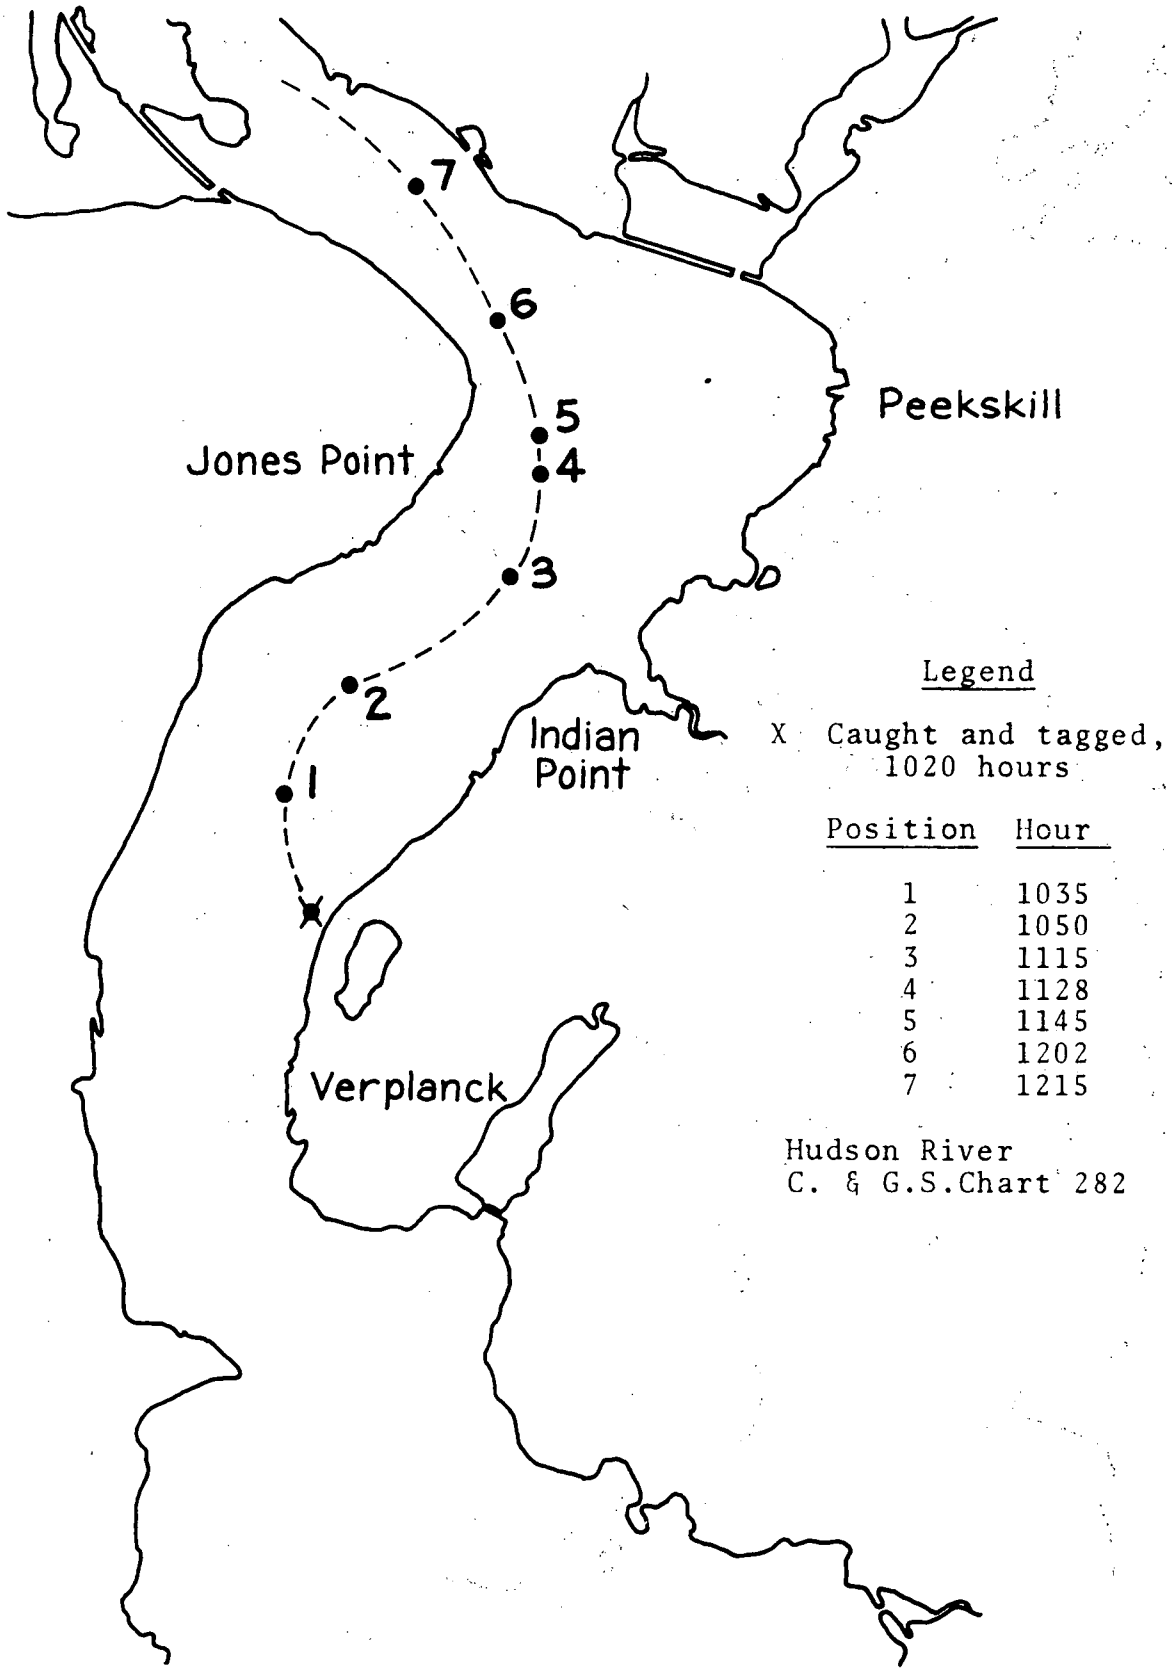 7
6
5
4
Peekskill
Jones Point
3
2
1
Indian
Point
Verplanck
Legend
X Caught and tagged,
1020 hours
Position Hour
1 1035
2 1050
3 1115
4 1128
5 1145
6 1202
7 1215
Hudson River
C. & G.S.Chart 282